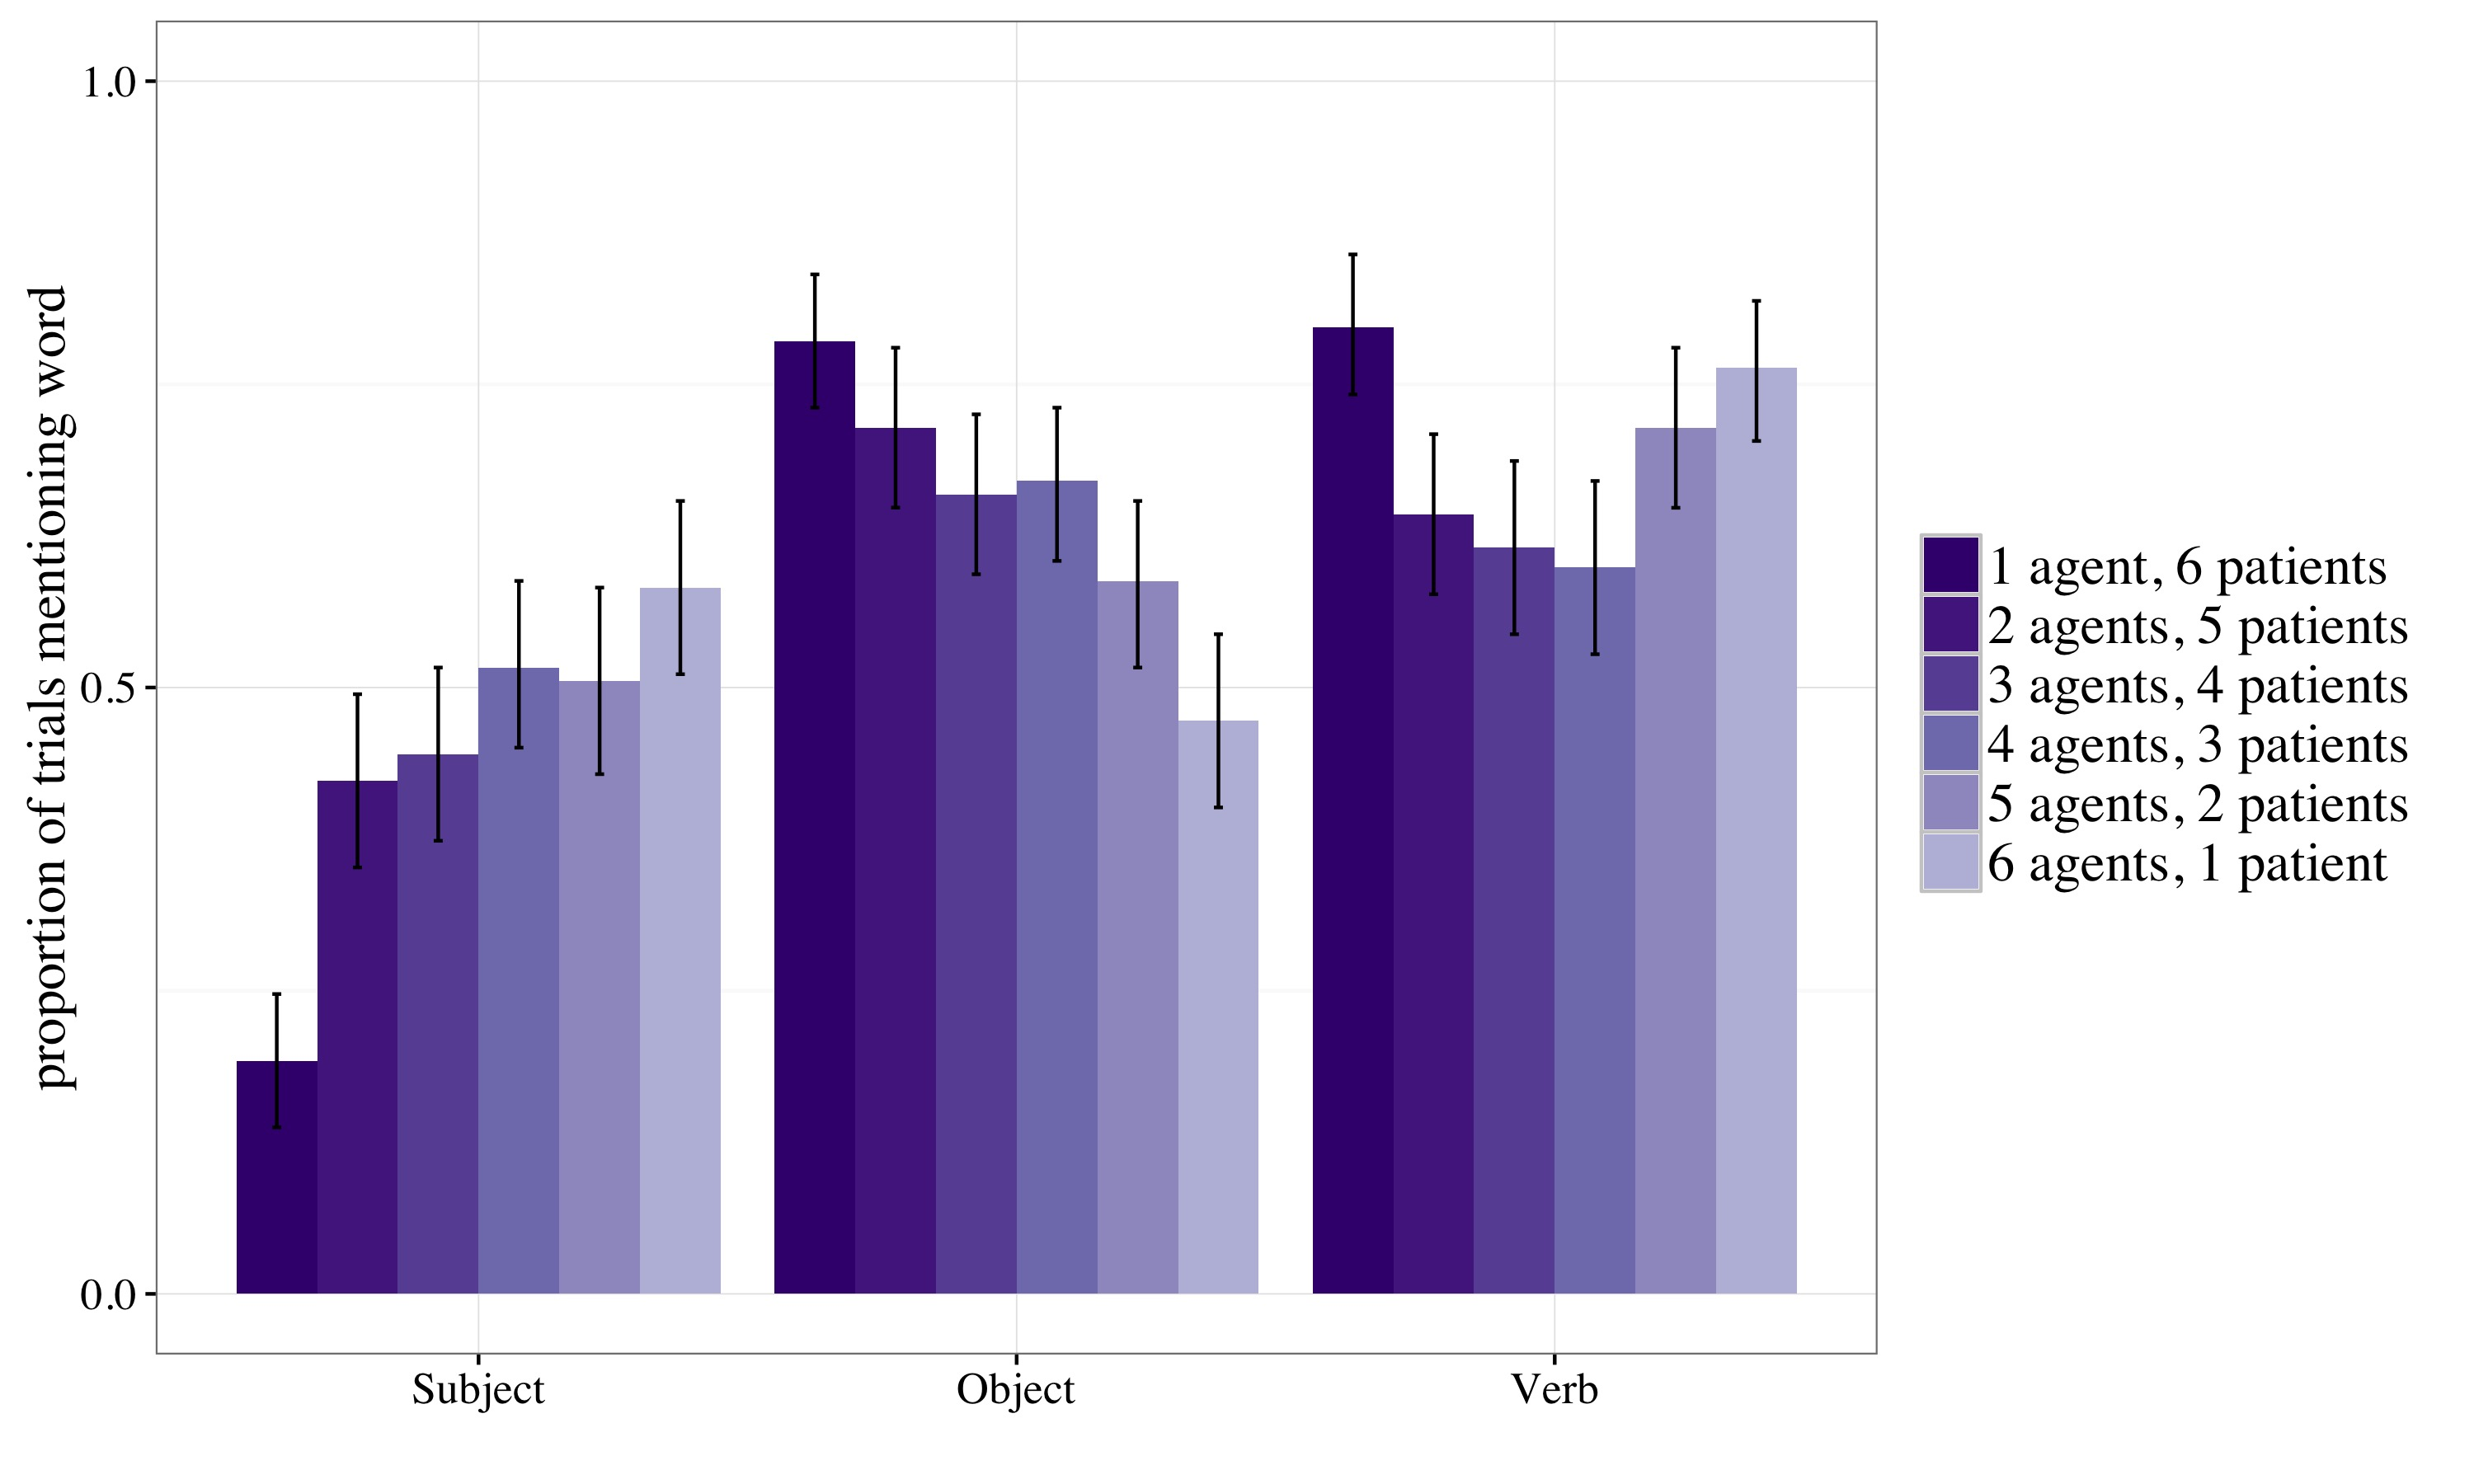 proportion of trials mentioning word
1.0
0.5
0.0
Subject
Object
Verb
1 agent, 6 patients
2 agents, 5 patients
3 agents, 4 patients
4 agents, 3 patients
5 agents, 2 patients
6 agents, 1 patient